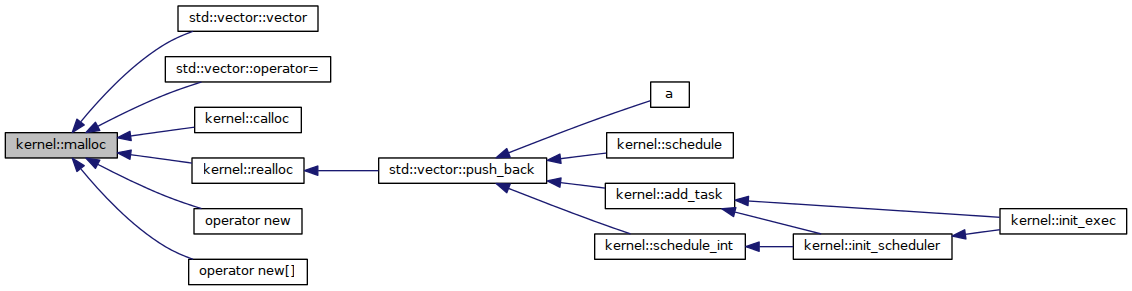 std::vector::vector
std::vector::operator=
a
kernel::calloc
kernel::malloc
kernel::schedule
kernel::realloc
std::vector::push_back
kernel::add_task
operator new
kernel::init_exec
kernel::schedule_int
kernel::init_scheduler
operator new[]